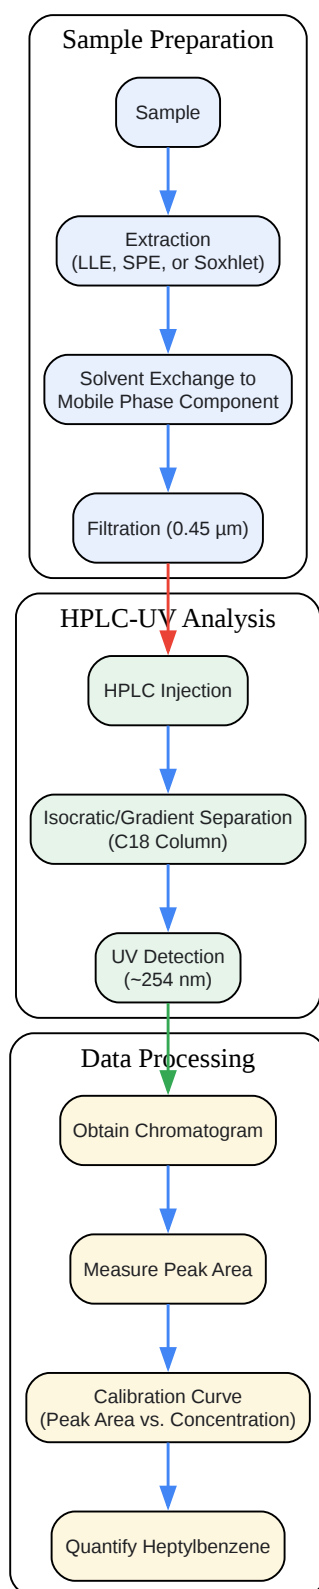 Sample Preparation
Sample
Extraction
(LLE, SPE, or Soxhlet)
Solvent Exchange to
Mobile Phase Component
Filtration (0.45 µm)
HPLC-UV Analysis
HPLC Injection
Isocratic/Gradient Separation
(C18 Column)
UV Detection
(~254 nm)
Data Processing
Obtain Chromatogram
Measure Peak Area
Calibration Curve
(Peak Area vs. Concentration)
Quantify Heptylbenzene